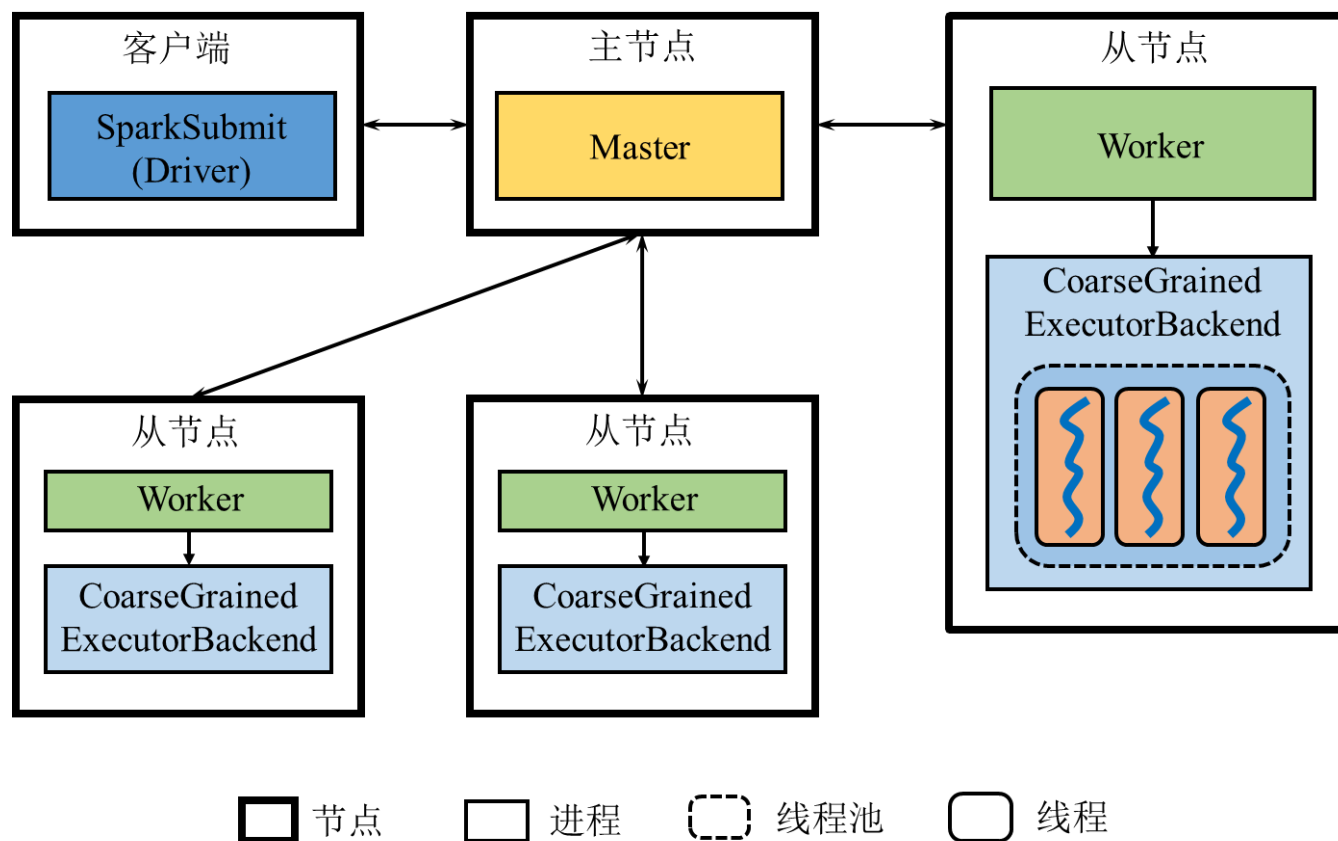 客户端
SparkSubmit
(Driver)
主节点
Master
从节点
Worker
CoarseGrained
ExecutorBackend
从节点
Worker
CoarseGrained
ExecutorBackend
从节点
Worker
CoarseGrained
ExecutorBackend
节点
进程
线程池
线程